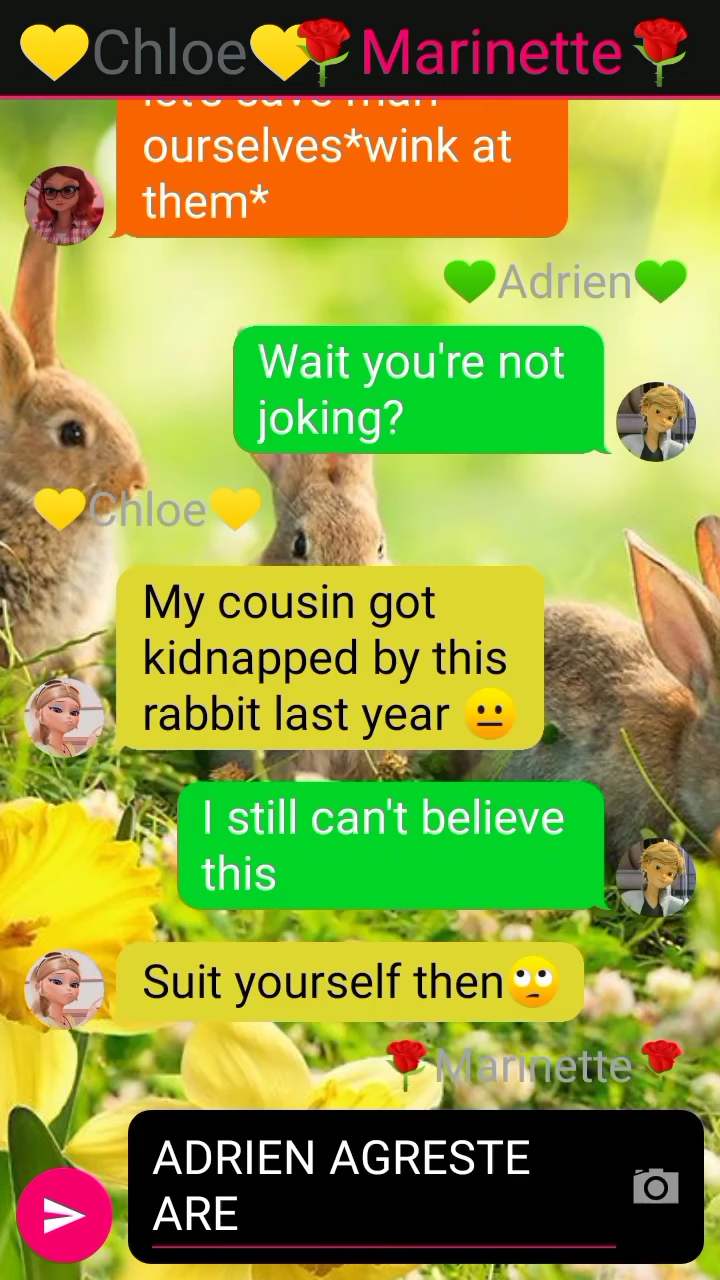 💛Chloe💛🌹Marinette🌹
ourselves*wink at
them*
💚Adrien💚
Wait you're not
joking?
💛Chloe💛
My cousin got
kidnapped by this
rabbit last year 😐
I still can't believe
this
Suit yourself then🙄
🌹Marinette🌹
ADRIEN AGRESTE
ARE